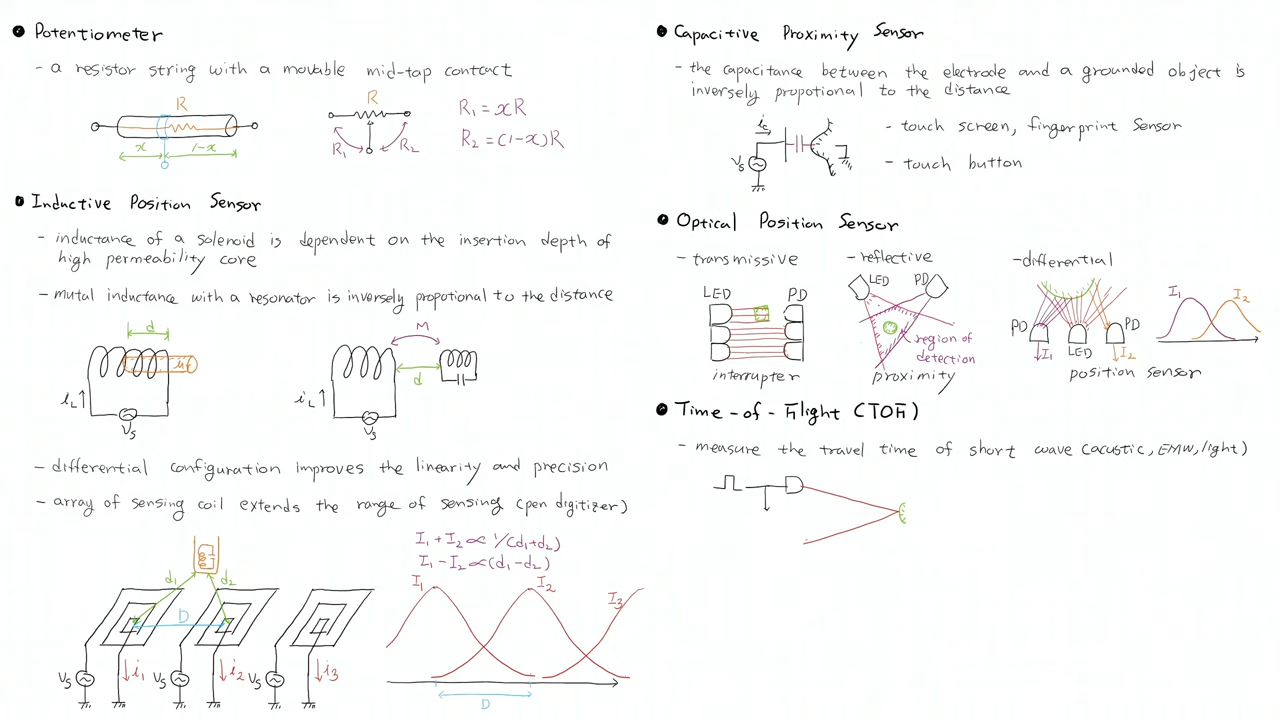 Potentiometer
- a resistor string with a movable mid-tap contact
R
x
1-x
R
R1
R2
R1 = xR
R2 = (1-x)R
Inductive Position Sensor
- inductance of a solenoid is dependent on the insertion depth of
high permeability core
- mutal inductance with a resonator is inversely propotional to the distance
d
μ
iL↑
Vs
M
d
iL↑
Vs
- differential configuration improves the linearity and precision
- array of sensing coil extends the range of sensing (pen digitizer)
d1
d2
D
Vs
i1
Vs
i2
Vs
i3
I1 + I2 ∝ 1/(d1+d2)
I1 - I2 ∝ (d1-d2)
I1
I2
I3
D
Capacitive Proximity Sensor
- the capacitance between the electrode and a grounded object is
inversely propotional to the distance
ic
Vs
- touch screen, fingerprint sensor
- touch button
Optical Position Sensor
- transmissive
LED
PD
interrupter
- reflective
LED
PD
region of
detection
proximity
- differential
PD
LED
PD
I1
I2
position sensor
I1
I2
Time-of-Flight (TOF)
- measure the travel time of short wave (acustic, EMW, light)